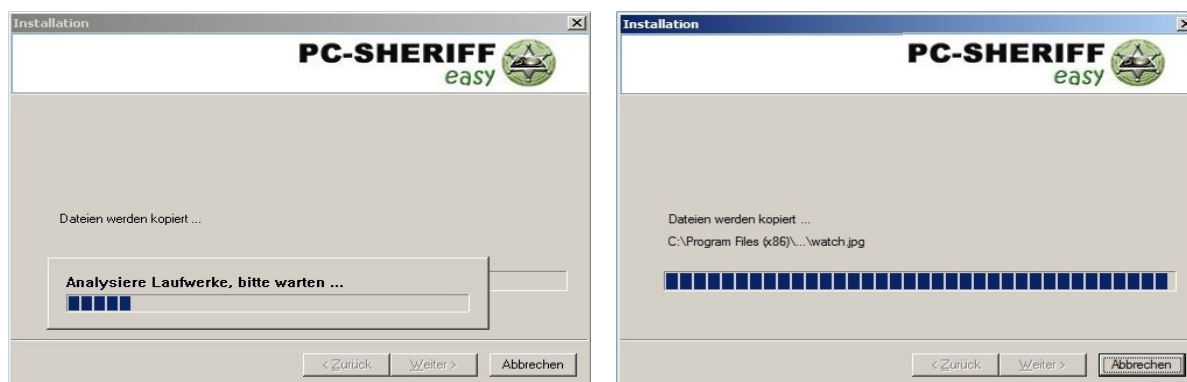 Installation
PC-SHERIFF
easy
Dateien werden kopiert ...
Analysiere Laufwerke, bitte warten ...
< Zurück
Weiter >
Abbrechen
Installation
PC-SHERIFF
easy
Dateien werden kopiert ...
C:\Program Files (x86)\...\watch.jpg
< Zurück
Weiter >
Abbrechen